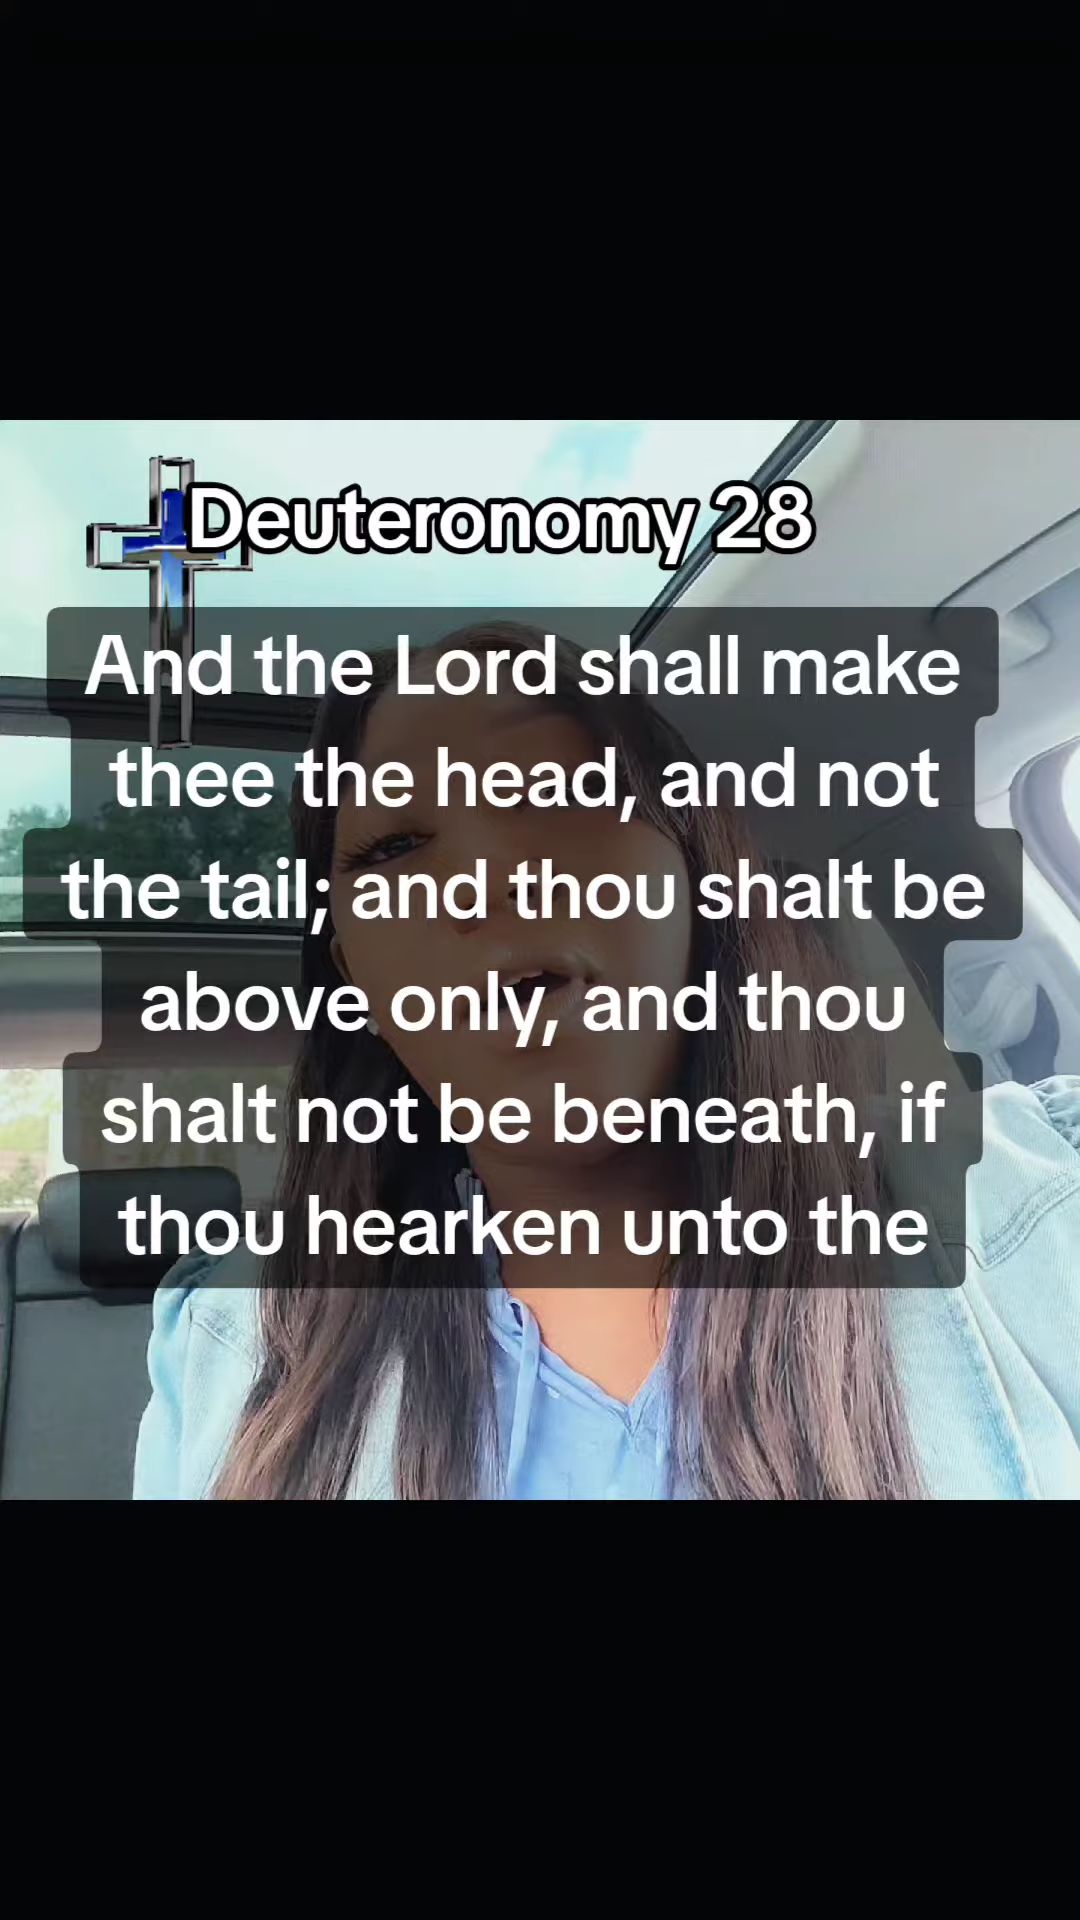 Deuteronomy 28
And the Lord shall make
thee the head, and not
the tail; and thou shalt be
above only, and thou
shalt not be beneath, if
thou hearken unto the